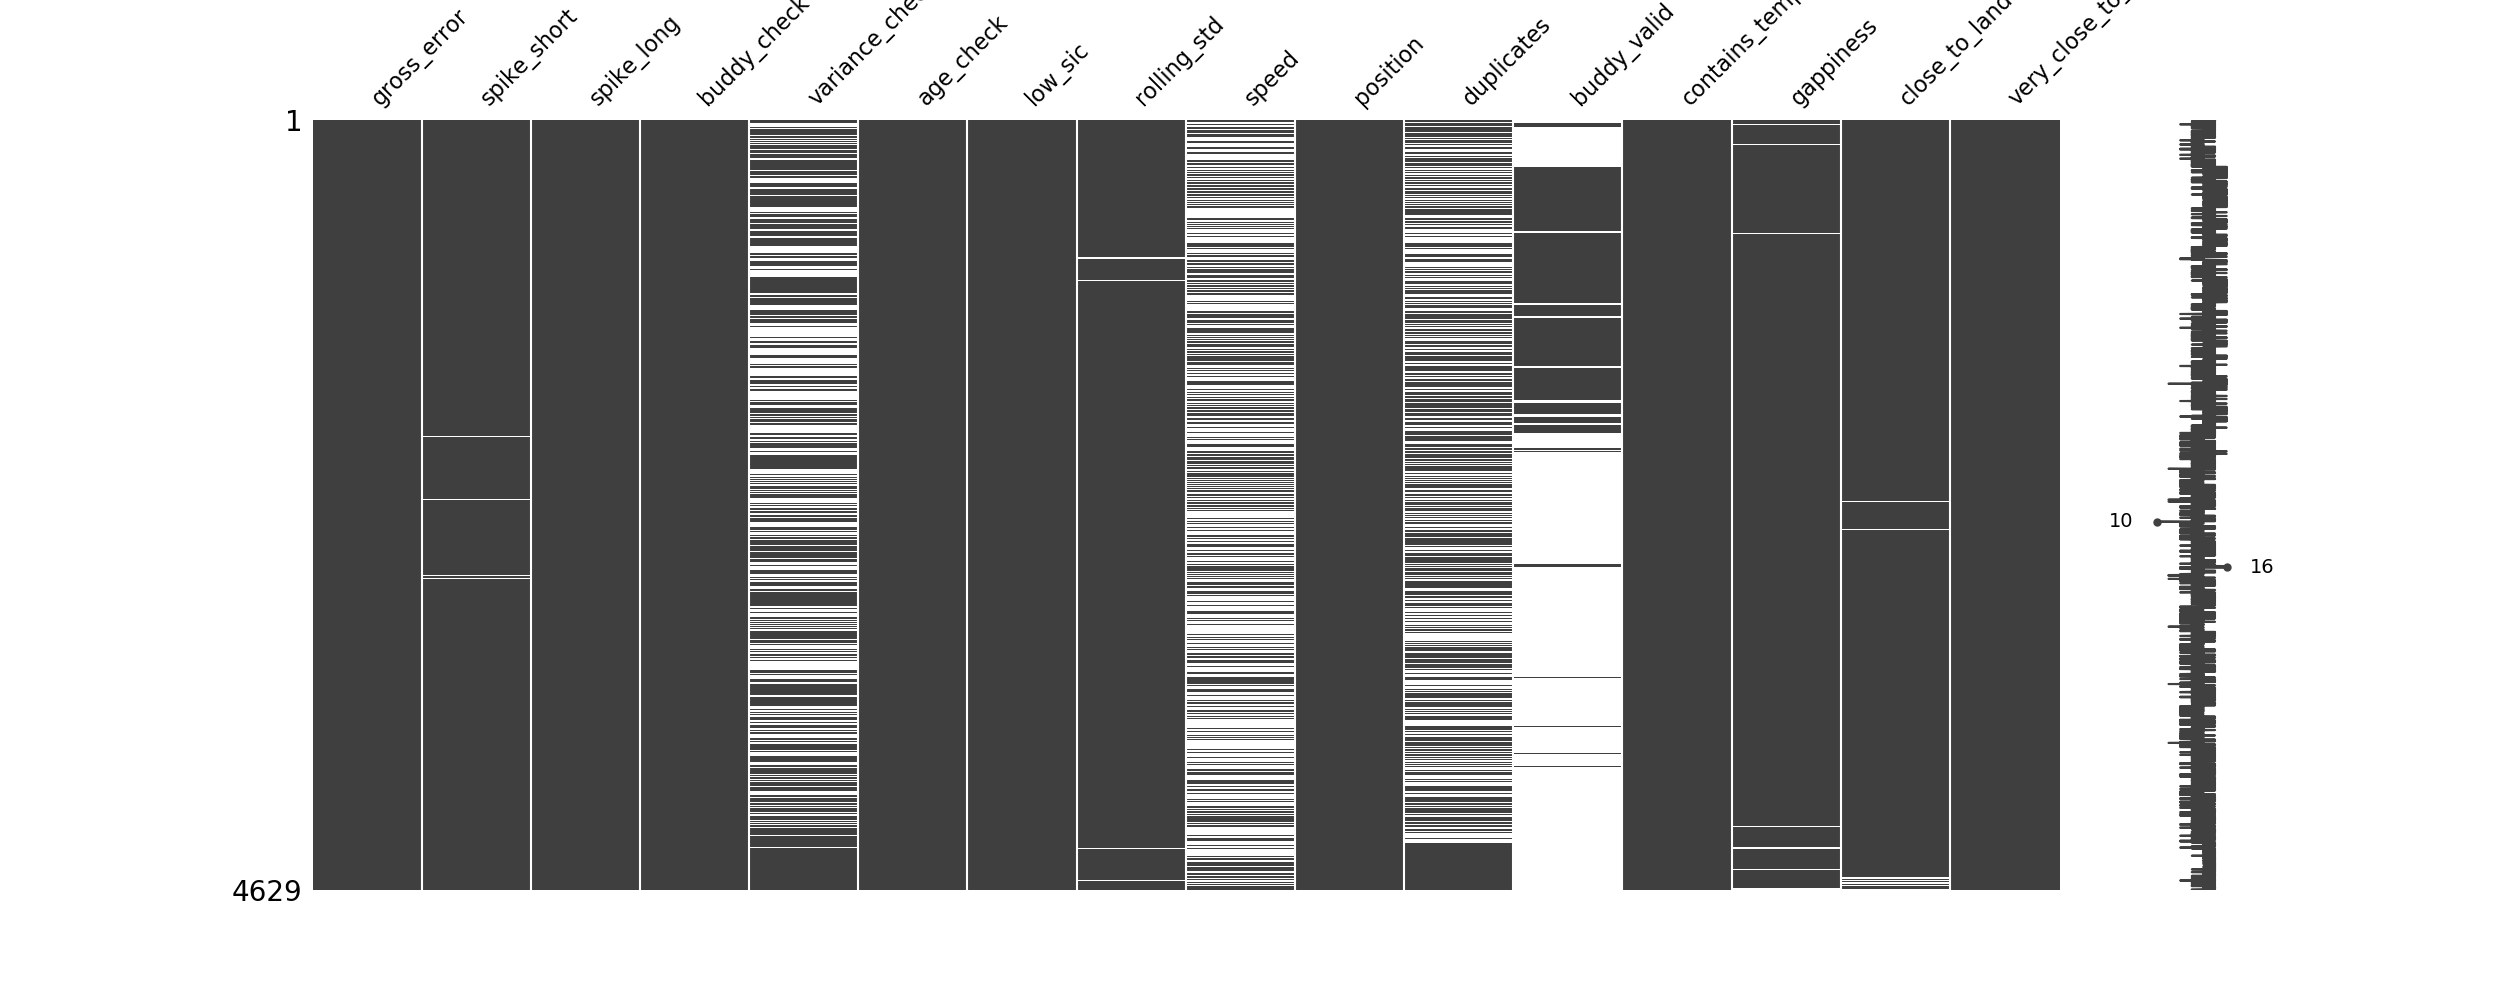 gross_error
spike_short
spike_long
buddy_check
variance_che
age_check
low_sic
rolling_std
speed
position
duplicates
buddy_valid
contains_temp
gappiness
close_to_land
very_close_to_
1
4629
10
16